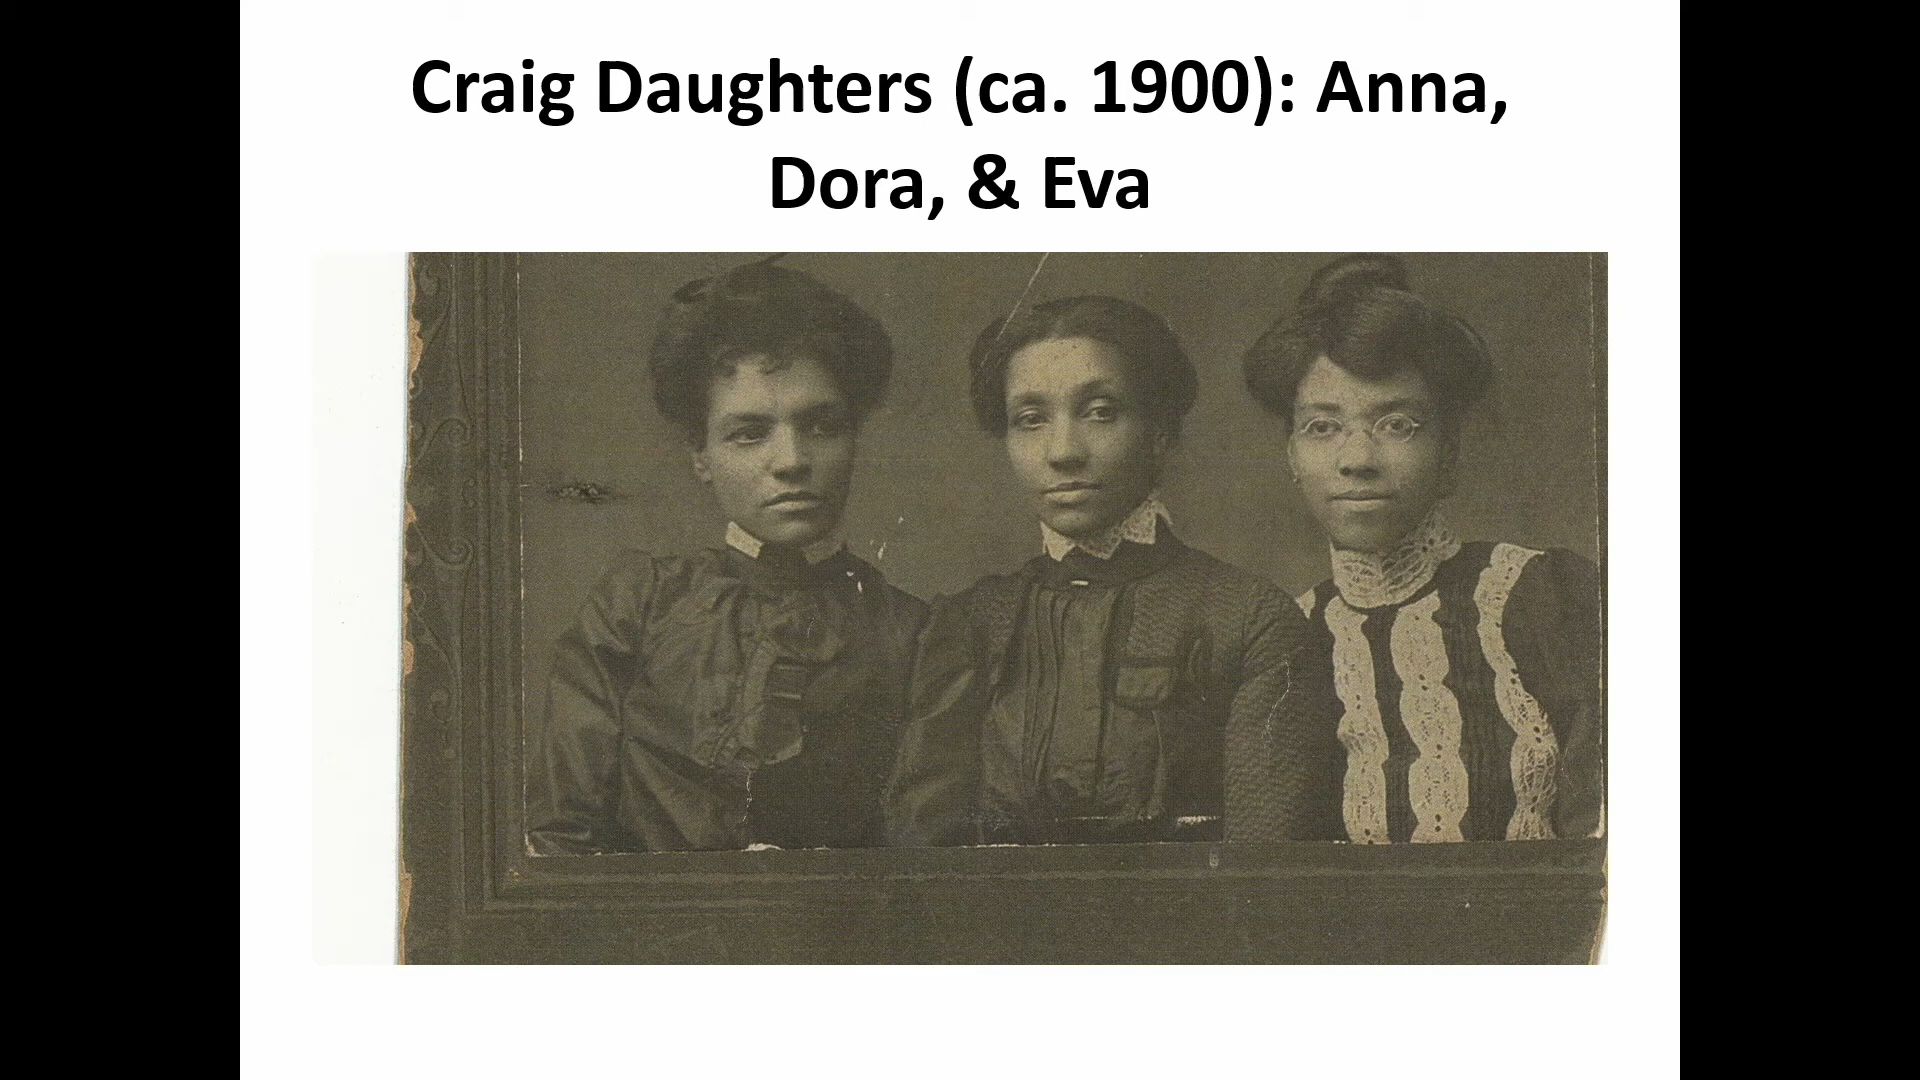 Craig Daughters (ca. 1900): Anna,
Dora, & Eva